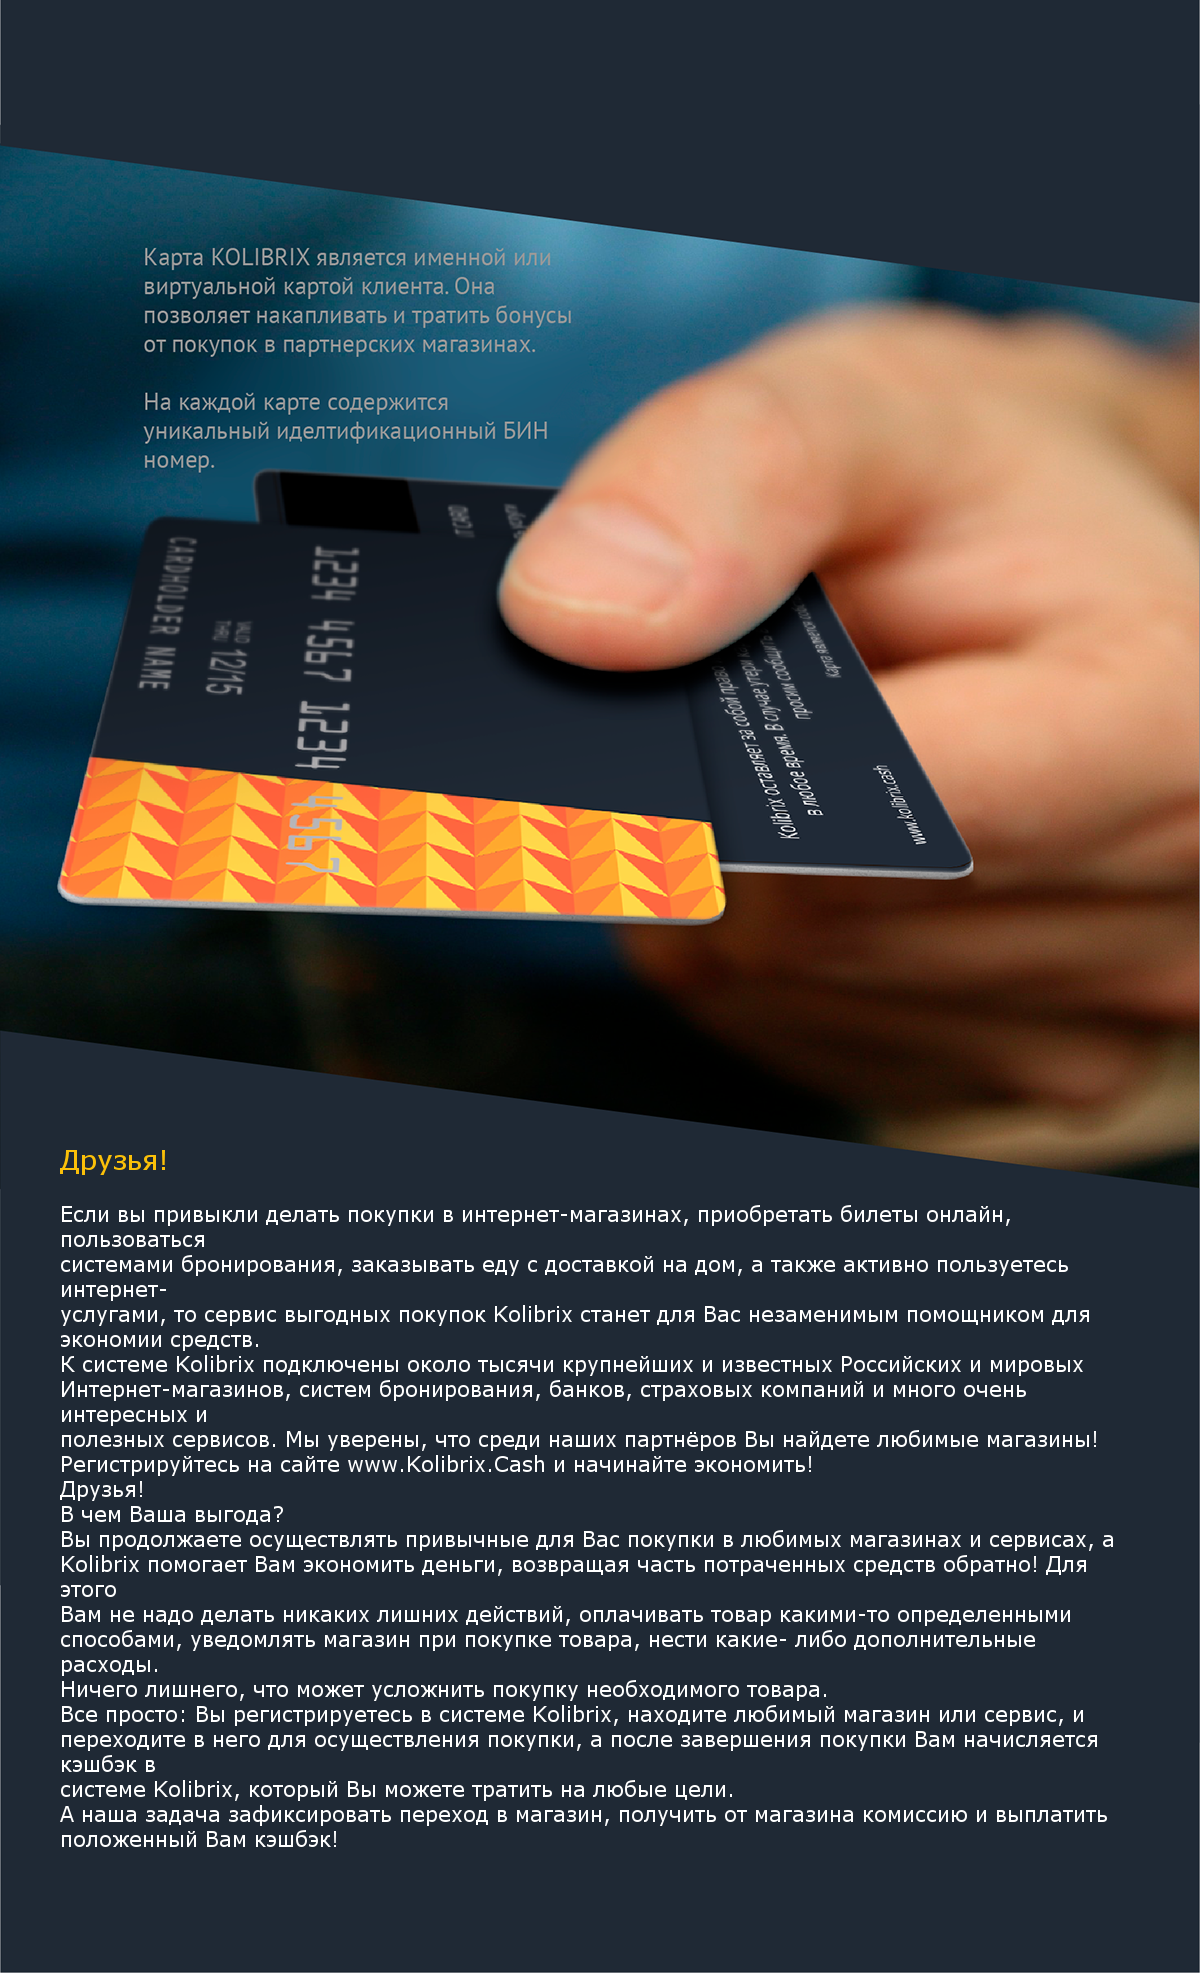 Карта KOLIBRIX является именной или
виртуальной картой клиента. Она
позволяет накапливать и тратить бонусы
от покупок в партнерских магазинах.
На каждой карте содержится
уникальный иделтификационный БИН
номер.
IT CARD
CARDHOLDER NAME
VALID
THRU 12/15
1234 4567 1234 4567
Kolibrix оставляет за собой право
в любое время. В случае утери
просим сообщить
Карта является
www.kolibrix.cash
Друзья!
Если вы привыкли делать покупки в интернет-магазинах, приобретать билеты онлайн,
пользоваться
системами бронирования, заказывать еду с доставкой на дом, а также активно пользуетесь
интернет-
услугами, то сервис выгодных покупок Kolibrix станет для Вас незаменимым помощником для
экономии средств.
К системе Kolibrix подключены около тысячи крупнейших и известных Российских и мировых
Интернет-магазинов, систем бронирования, банков, страховых компаний и много очень
интересных и
полезных сервисов. Мы уверены, что среди наших партнёров Вы найдете любимые магазины!
Регистрируйтесь на сайте www.Kolibrix.Cash и начинайте экономить!
Друзья!
В чем Ваша выгода?
Вы продолжаете осуществлять привычные для Вас покупки в любимых магазинах и сервисах, а
Kolibrix помогает Вам экономить деньги, возвращая часть потраченных средств обратно! Для
этого
Вам не надо делать никаких лишних действий, оплачивать товар какими-то определенными
способами, уведомлять магазин при покупке товара, нести какие- либо дополнительные
расходы.
Ничего лишнего, что может усложнить покупку необходимого товара.
Все просто: Вы регистрируетесь в системе Kolibrix, находите любимый магазин или сервис, и
переходите в него для осуществления покупки, а после завершения покупки Вам начисляется
кэшбэк в
системе Kolibrix, который Вы можете тратить на любые цели.
А наша задача зафиксировать переход в магазин, получить от магазина комиссию и выплатить
положенный Вам кэшбэк!